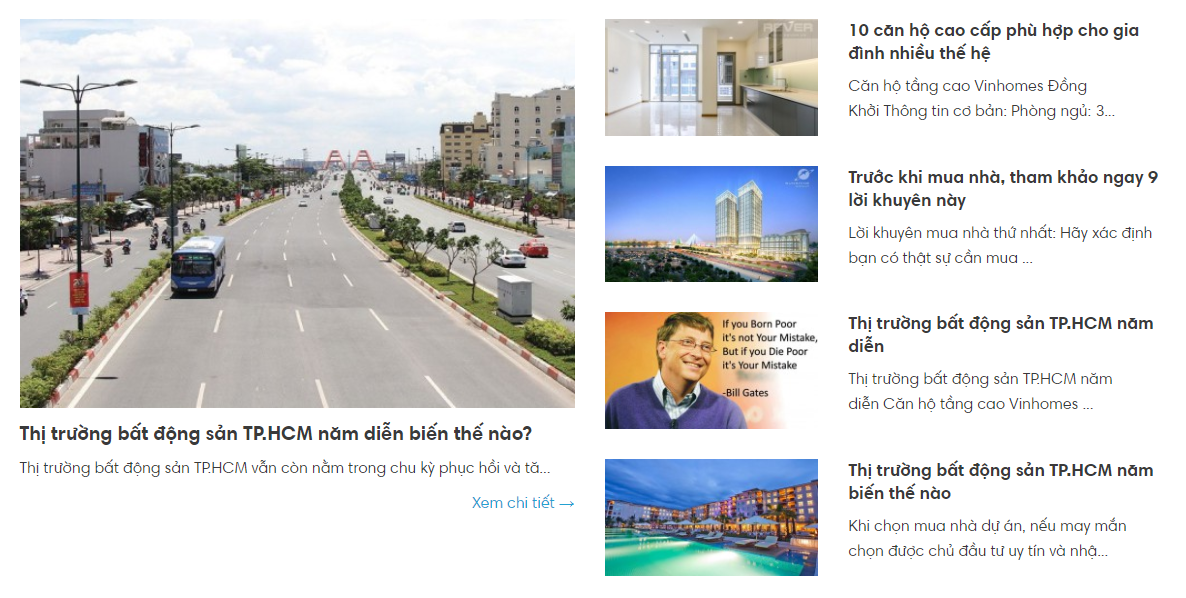 Thị trường bất động sản TP.HCM năm diễn biến thế nào?
Thị trường bất động sản TP.HCM vẫn còn nằm trong chu kỳ phục hồi và tă...
Xem chi tiết →
REVER
10 căn hộ cao cấp phù hợp cho gia
đình nhiều thế hệ
Căn hộ tầng cao Vinhomes Đồng
Khởi Thông tin cơ bản: Phòng ngủ: 3...
Trước khi mua nhà, tham khảo ngay 9
lời khuyên này
Lời khuyên mua nhà thứ nhất: Hãy xác định
bạn có thật sự cần mua ...
If you Born Poor
it's not Your Mistake,
But if you Die Poor
it's Your Mistake
-Bill Gates
Thị trường bất động sản TP.HCM năm
diễn
Thị trường bất động sản TP.HCM năm
diễn Căn hộ tầng cao Vinhomes ...
Thị trường bất động sản TP.HCM năm
biến thế nào
Khi chọn mua nhà dự án, nếu may mắn
chọn được chủ đầu tư uy tín và nhậ...